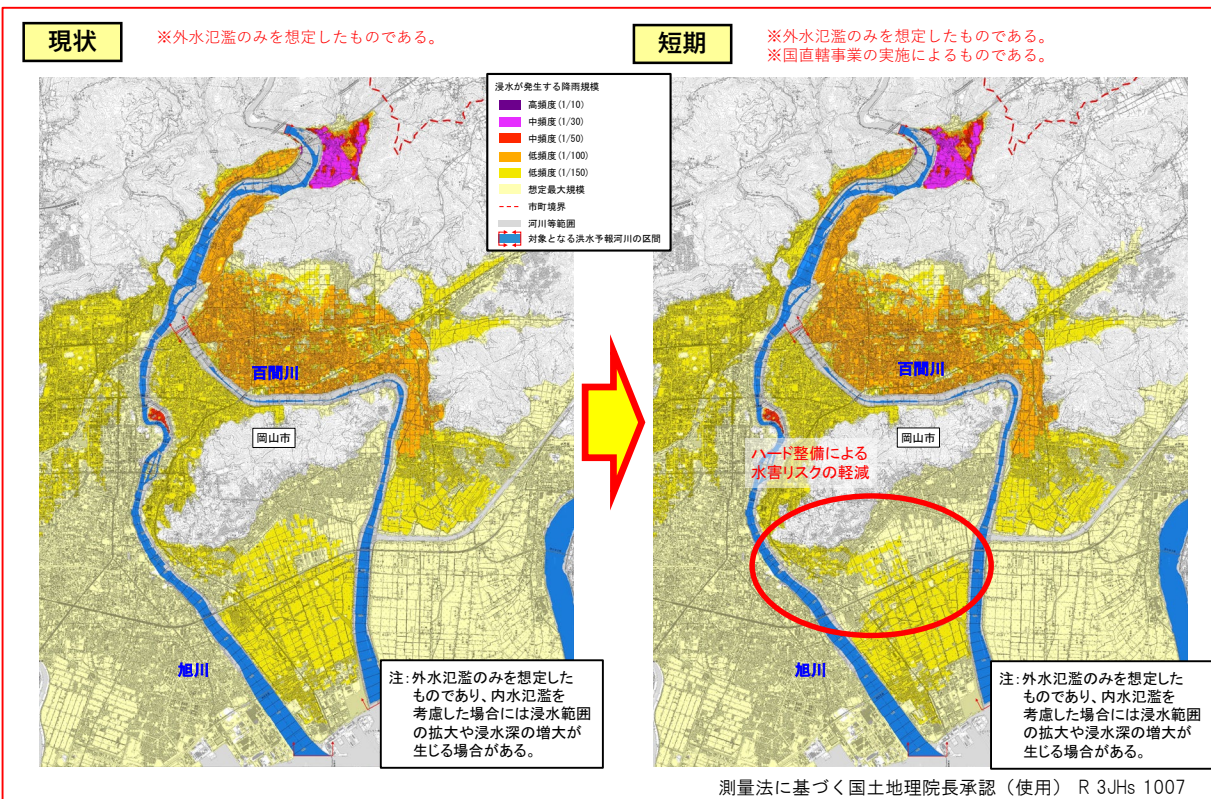 現状
※外水氾濫のみを想定したものである。
短期
※外水氾濫のみを想定したものである。
※国直轄事業の実施によるものである。
浸水が発生する降雨規模
高頻度(1/10)
中頻度(1/30)
中頻度(1/50)
低頻度(1/100)
低頻度(1/150)
想定最大規模
市町境界
河川等範囲
対象となる洪水予報河川の区間
百間川
岡山市
旭川
注:外水氾濫のみを想定した
ものであり、内水氾濫を
考慮した場合には浸水範囲
の拡大や浸水深の増大が
生じる場合がある。
百間川
岡山市
ハード整備による
水害リスクの軽減
旭川
注:外水氾濫のみを想定した
ものであり、内水氾濫を
考慮した場合には浸水範囲
の拡大や浸水深の増大が
生じる場合がある。
測量法に基づく国土地理院長承認(使用) R 3JHs 1007